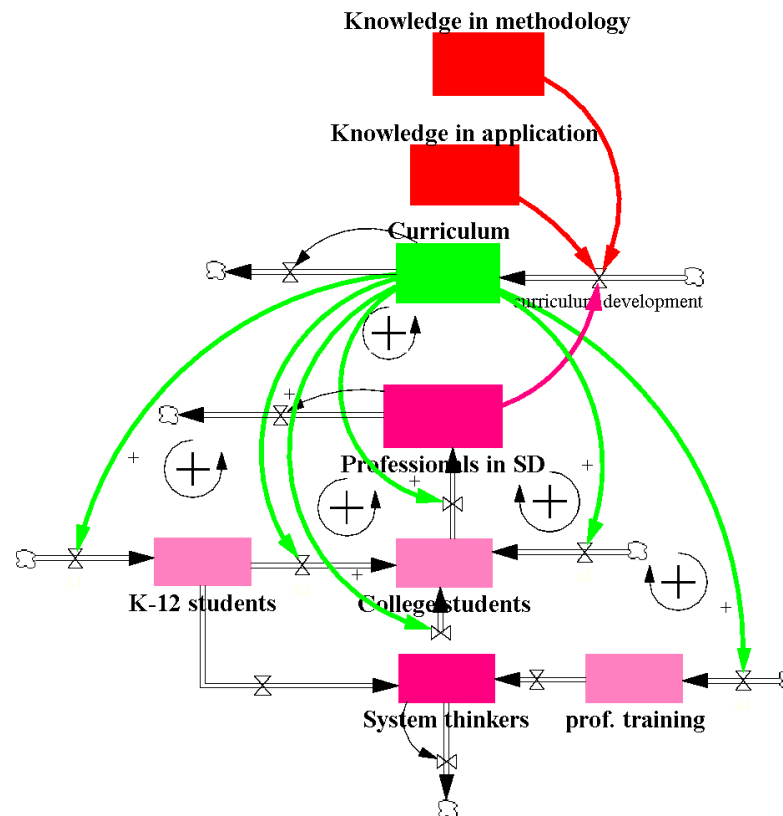 Knowledge in methodology
Knowledge in application
Curriculum
curriculum development
+
+
Professionals in SD
+
+
+
+
+
+
+
K-12 students
+
College students
+
+
System thinkers
prof. training